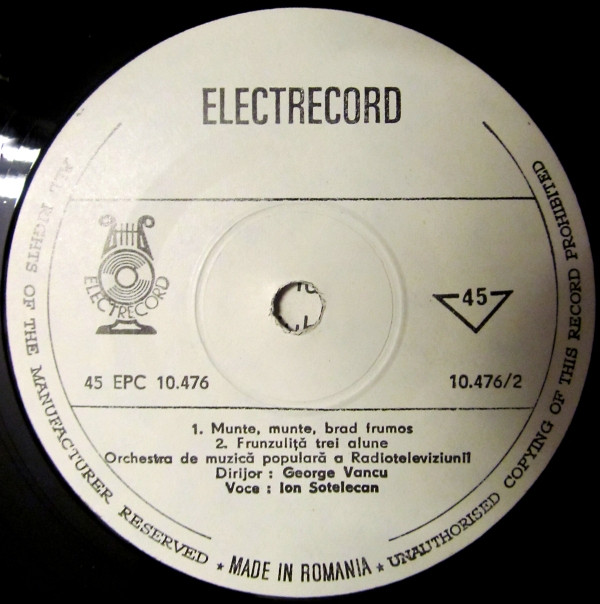 ELECTRECORD
ELECTRECORD
45
45 EPC 10.476
10.476/2
1. Munte, munte, brad frumos
2. Frunzuliță trei alune
Orchestra de muzică populară a Radioteleviziunii
Dirijor : George Vancu
Voce : Ion Sotelecan
ALL RIGHTS OF THE MANUFACTURER RESERVED ★ MADE IN ROMANIA ★ UNAUTHORISED COPYING OF THIS RECORD PROHIBITED